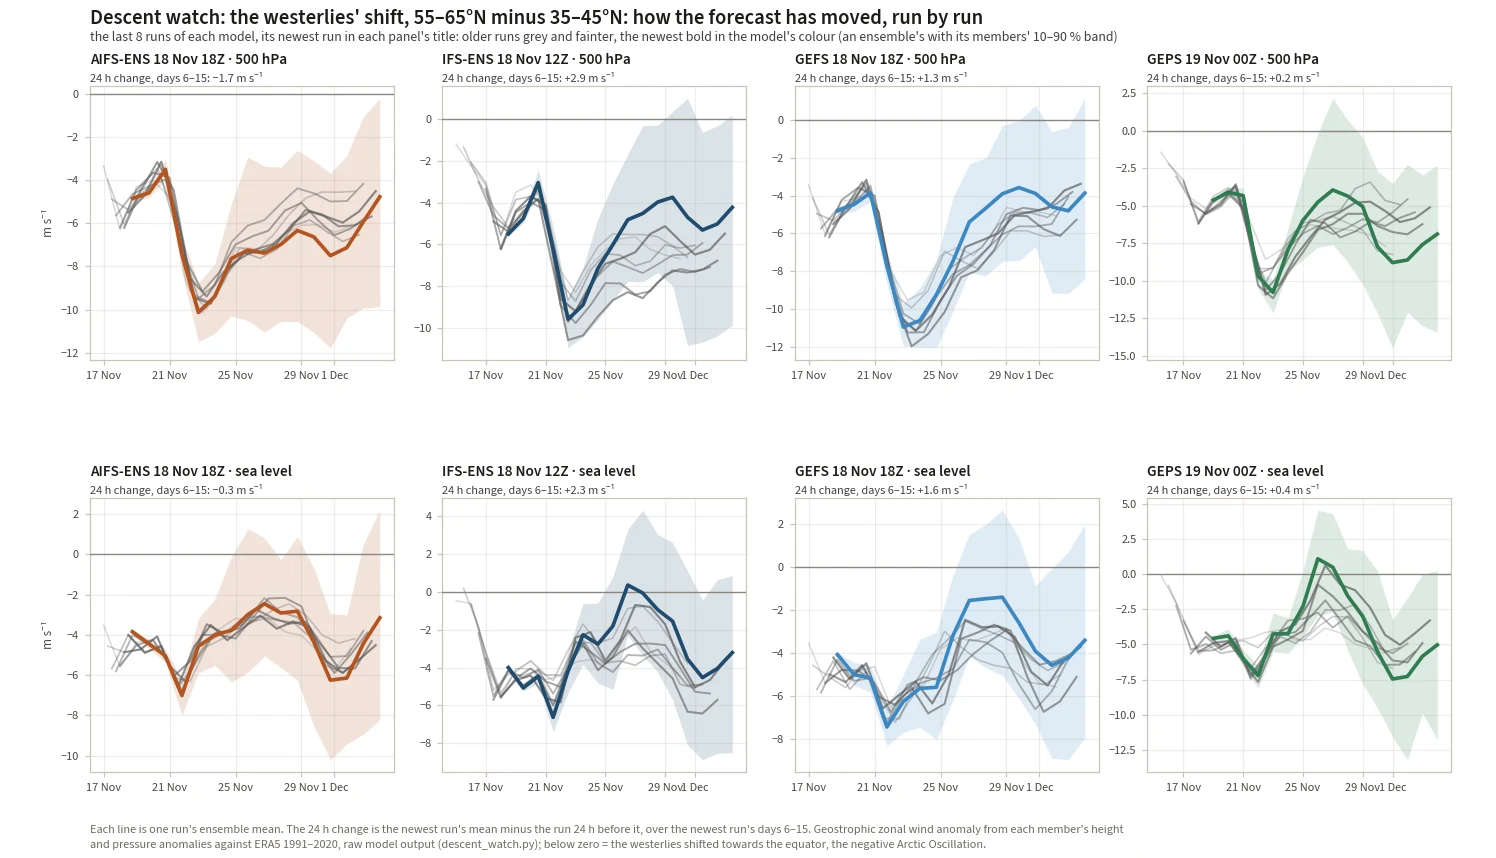 Descent watch: the westerlies' shift, 55–65°N minus 35–45°N: how the forecast has moved, run by run
the last 8 runs of each model, its newest run in each panel's title: older runs grey and fainter, the newest bold in the model's colour (an ensemble's with its members' 10–90 % band)
AIFS-ENS 18 Nov 18Z · 500 hPa
24 h change, days 6–15: −1.7 m s⁻¹
0
−2
−4
−6
−8
−10
−12
m s⁻¹
17 Nov 21 Nov 25 Nov 29 Nov 1 Dec
IFS-ENS 18 Nov 12Z · 500 hPa
24 h change, days 6–15: +2.9 m s⁻¹
0
−2
−4
−6
−8
−10
17 Nov 21 Nov 25 Nov 29 Nov 1 Dec
GEFS 18 Nov 18Z · 500 hPa
24 h change, days 6–15: +1.3 m s⁻¹
0
−2
−4
−6
−8
−10
−12
17 Nov 21 Nov 25 Nov 29 Nov 1 Dec
GEPS 19 Nov 00Z · 500 hPa
24 h change, days 6–15: +0.2 m s⁻¹
2.5
0.0
−2.5
−5.0
−7.5
−10.0
−12.5
−15.0
17 Nov 21 Nov 25 Nov 29 Nov 1 Dec
AIFS-ENS 18 Nov 18Z · sea level
24 h change, days 6–15: −0.3 m s⁻¹
2
0
−2
−4
−6
−8
−10
m s⁻¹
17 Nov 21 Nov 25 Nov 29 Nov 1 Dec
IFS-ENS 18 Nov 12Z · sea level
24 h change, days 6–15: +2.3 m s⁻¹
4
2
0
−2
−4
−6
−8
17 Nov 21 Nov 25 Nov 29 Nov 1 Dec
GEFS 18 Nov 18Z · sea level
24 h change, days 6–15: +1.6 m s⁻¹
2
0
−2
−4
−6
−8
17 Nov 21 Nov 25 Nov 29 Nov 1 Dec
GEPS 19 Nov 00Z · sea level
24 h change, days 6–15: +0.4 m s⁻¹
5.0
2.5
0.0
−2.5
−5.0
−7.5
−10.0
−12.5
17 Nov 21 Nov 25 Nov 29 Nov 1 Dec
Each line is one run's ensemble mean. The 24 h change is the newest run's mean minus the run 24 h before it, over the newest run's days 6–15. Geostrophic zonal wind anomaly from each member's height
and pressure anomalies against ERA5 1991–2020, raw model output (descent_watch.py); below zero = the westerlies shifted towards the equator, the negative Arctic Oscillation.